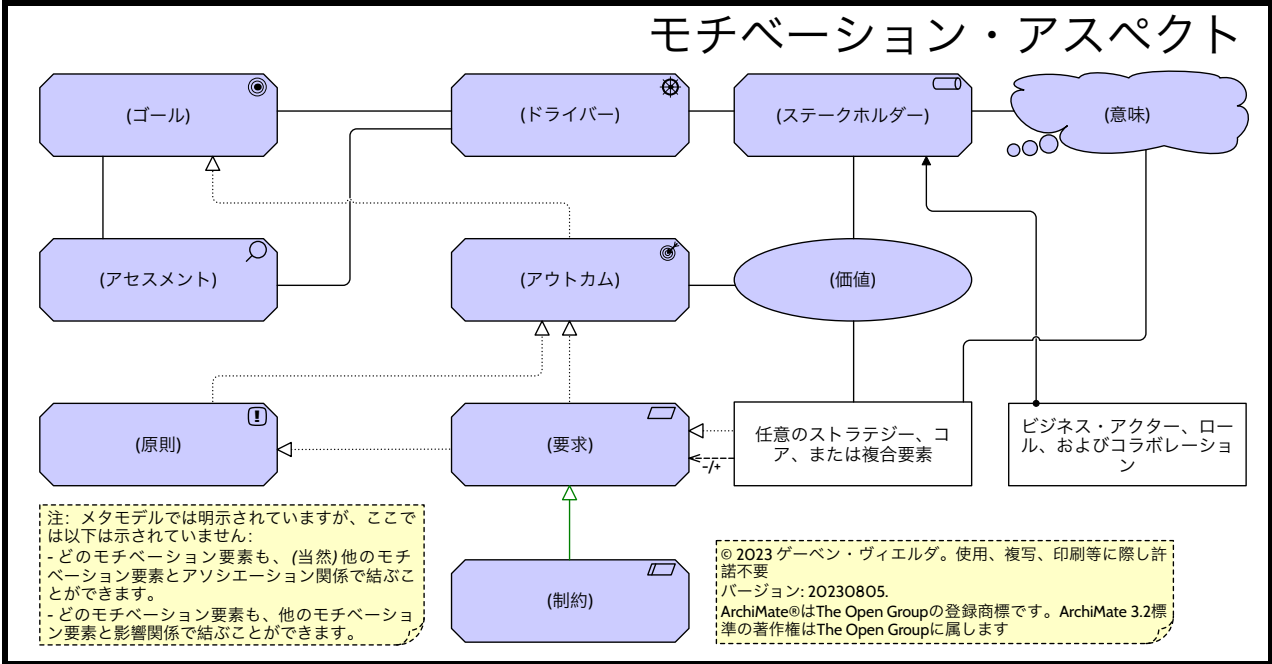 モチベーション・アスペクト
(ゴール)
(ドライバー)
(ステークホルダー)
(意味)
(アセスメント)
(アウトカム)
(価値)
(原則)
(要求)
任意のストラテジー、コ
ア、または複合要素
-/+
ビジネス・アクター、ロー
ル、およびコラボレーショ
ン
注: メタモデルでは明示されていますが、ここで
は以下は示されていません:
- どのモチベーション要素も、(当然) 他のモチ
ベーション要素とアソシエーション関係で結ぶこ
とができます。
- どのモチベーション要素も、他のモチベーショ
ン要素と影響関係で結ぶことができます。
(制約)
© 2023 ゲーベン・ヴィエルダ。使用、複写、印刷等に際し許
諾不要
バージョン: 20230805.
ArchiMate®はThe Open Groupの登録商標です。ArchiMate 3.2標
準の著作権はThe Open Groupに属します